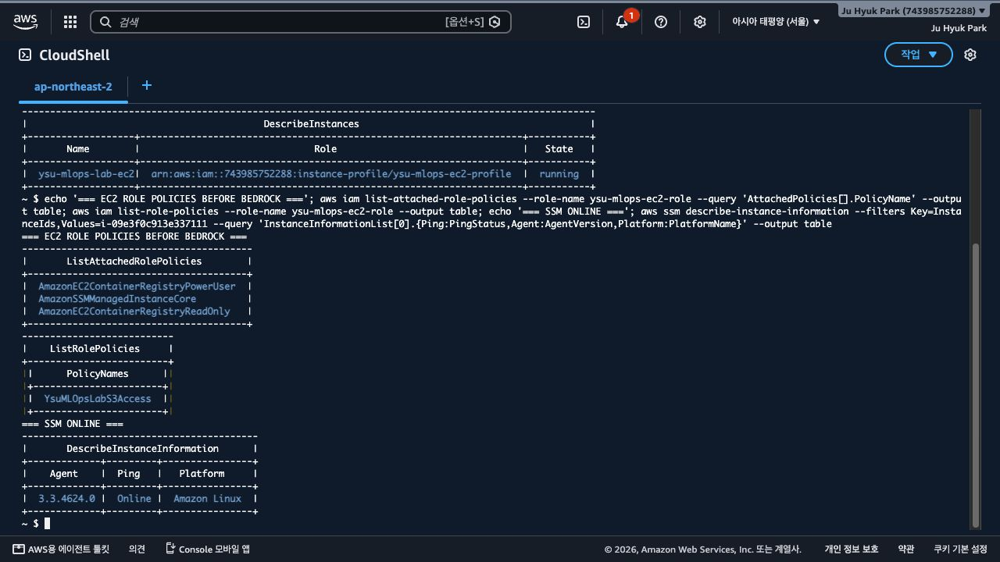 aws
검색
[옵션+S]
1
아시아 태평양 (서울) ▼
Ju Hyuk Park (743985752288) ▼
Ju Hyuk Park
CloudShell
작업 ▼
ap-northeast-2
+
-------------------------------------------------------------------------------------------------------
|                                           DescribeInstances                                          |
+-------------------+--------------------------------------------------------------------+-----------+
|       Name        |                               Role                                 |   State   |
+-------------------+--------------------------------------------------------------------+-----------+
|  ysu-mlops-lab-ec2|  arn:aws:iam::743985752288:instance-profile/ysu-mlops-ec2-profile  |  running  |
+-------------------+--------------------------------------------------------------------+-----------+
~ $ echo '=== EC2 ROLE POLICIES BEFORE BEDROCK ==='; aws iam list-attached-role-policies --role-name ysu-mlops-ec2-role --query 'AttachedPolicies[].PolicyName' --outpu
t table; aws iam list-role-policies --role-name ysu-mlops-ec2-role --output table; echo '=== SSM ONLINE ==='; aws ssm describe-instance-information --filters Key=Insta
nceIds,Values=i-09e3f0c913e337111 --query 'InstanceInformationList[0].{Ping:PingStatus,Agent:AgentVersion,Platform:PlatformName}' --output table
=== EC2 ROLE POLICIES BEFORE BEDROCK ===
-----------------------------------------
|       ListAttachedRolePolicies        |
+---------------------------------------+
|  AmazonEC2ContainerRegistryPowerUser  |
|  AmazonSSMManagedInstanceCore         |
|  AmazonEC2ContainerRegistryReadOnly   |
+---------------------------------------+
---------------------------
|    ListRolePolicies     |
+-------------------------+
||      PolicyNames      ||
|+-----------------------+|
||  YsuMLOpsLabS3Access  ||
|+-----------------------+|
=== SSM ONLINE ===
------------------------------------------
|       DescribeInstanceInformation      |
+-------------+---------+----------------+
|    Agent    |  Ping   |   Platform     |
+-------------+---------+----------------+
|  3.3.4624.0 |  Online |  Amazon Linux  |
+-------------+---------+----------------+
~ $
AWS용 에이전트 툴킷
의견
Console 모바일 앱
© 2026, Amazon Web Services, Inc. 또는 계열사.
개인 정보 보호
약관
쿠키 기본 설정